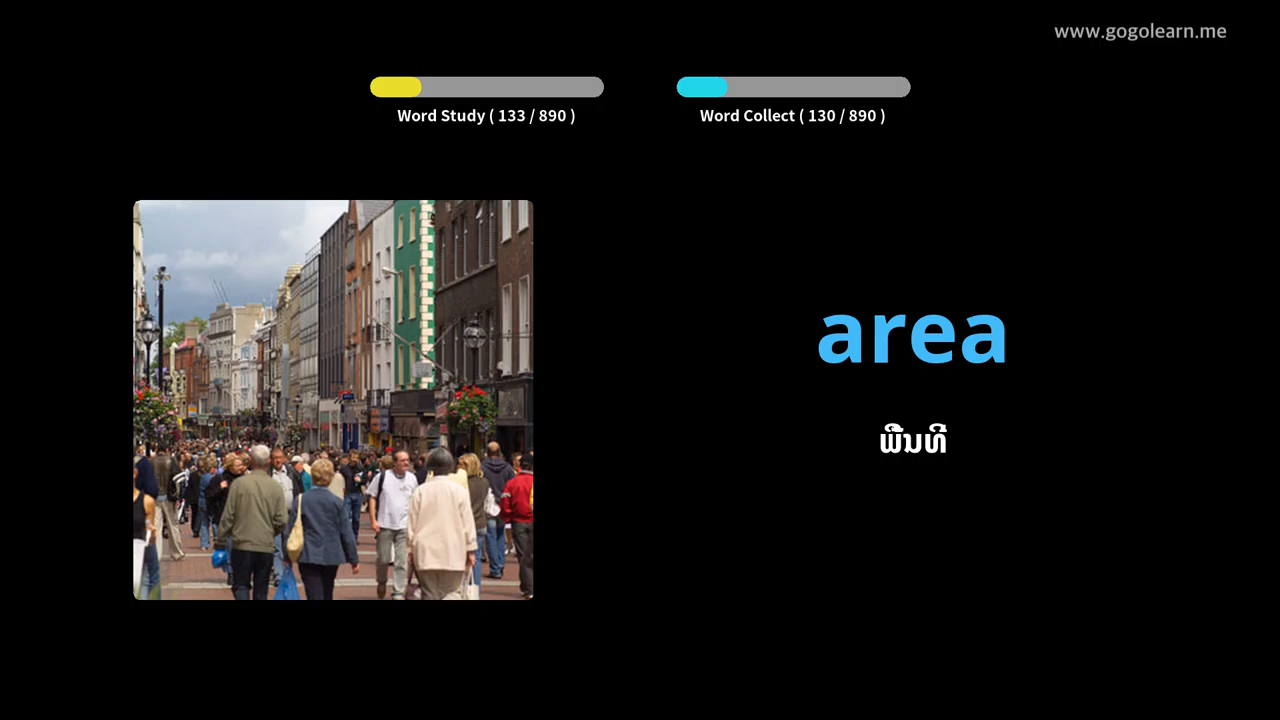 www.gogolearn.me
Word Study ( 133 / 890 )
Word Collect ( 130 / 890 )
area
ພື້ນທີ່